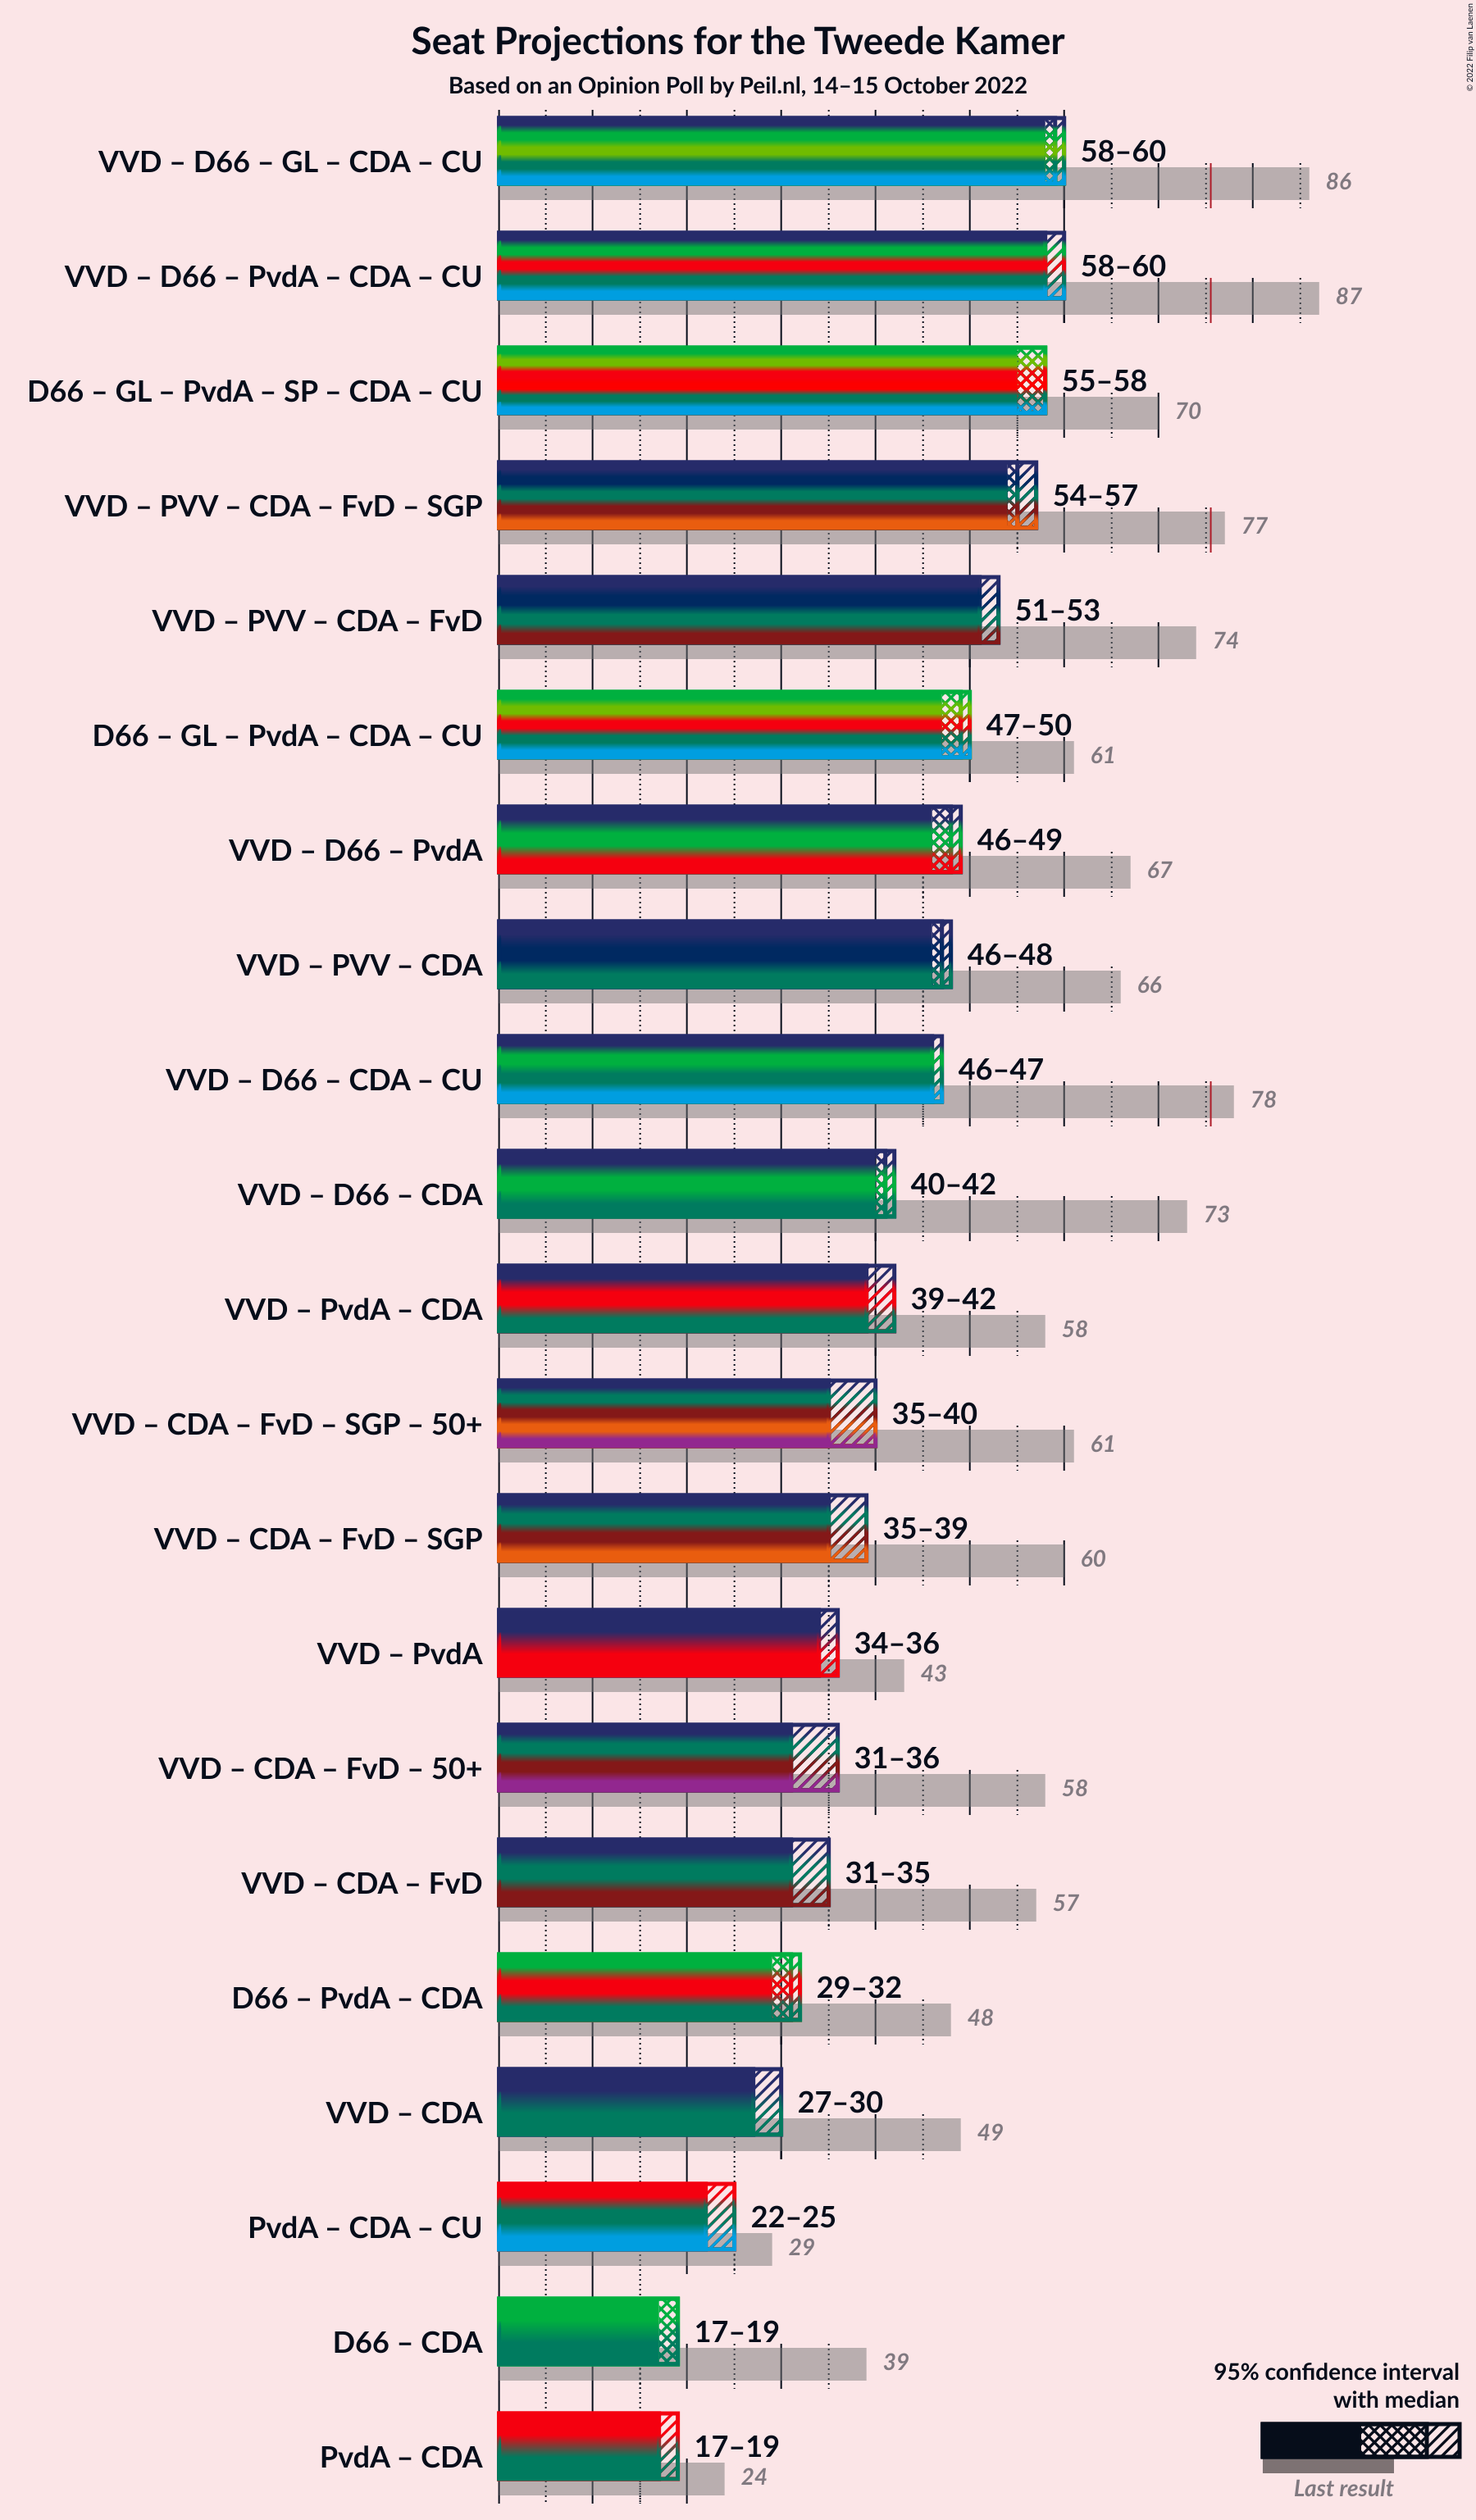 Seat Projections for the Tweede Kamer
Based on an Opinion Poll by Peil.nl, 14–15 October 2022
© 2022 Filip van Laenen
VVD – D66 – GL – CDA – CU
58–60
86
VVD – D66 – PvdA – CDA – CU
58–60
87
D66 – GL – PvdA – SP – CDA – CU
55–58
70
VVD – PVV – CDA – FvD – SGP
54–57
77
VVD – PVV – CDA – FvD
51–53
74
D66 – GL – PvdA – CDA – CU
47–50
61
VVD – D66 – PvdA
46–49
67
VVD – PVV – CDA
46–48
66
VVD – D66 – CDA – CU
46–47
78
VVD – D66 – CDA
40–42
73
VVD – PvdA – CDA
39–42
58
VVD – CDA – FvD – SGP – 50+
35–40
61
VVD – CDA – FvD – SGP
35–39
60
VVD – PvdA
34–36
43
VVD – CDA – FvD – 50+
31–36
58
VVD – CDA – FvD
31–35
57
D66 – PvdA – CDA
29–32
48
VVD – CDA
27–30
49
PvdA – CDA – CU
22–25
29
D66 – CDA
17–19
39
PvdA – CDA
17–19
24
95% confidence interval
with median
Last result